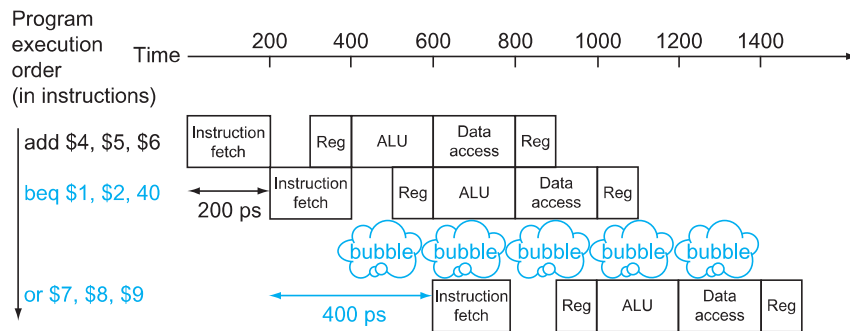 Program
execution
order
(in instructions)
Time
200 400 600 800 1000 1200 1400
add $4, $5, $6
Instruction
fetch
Reg
ALU
Data
access
Reg
beq $1, $2, 40
200 ps
Instruction
fetch
Reg
ALU
Data
access
Reg
bubble bubble bubble bubble bubble
or $7, $8, $9
400 ps
Instruction
fetch
Reg
ALU
Data
access
Reg